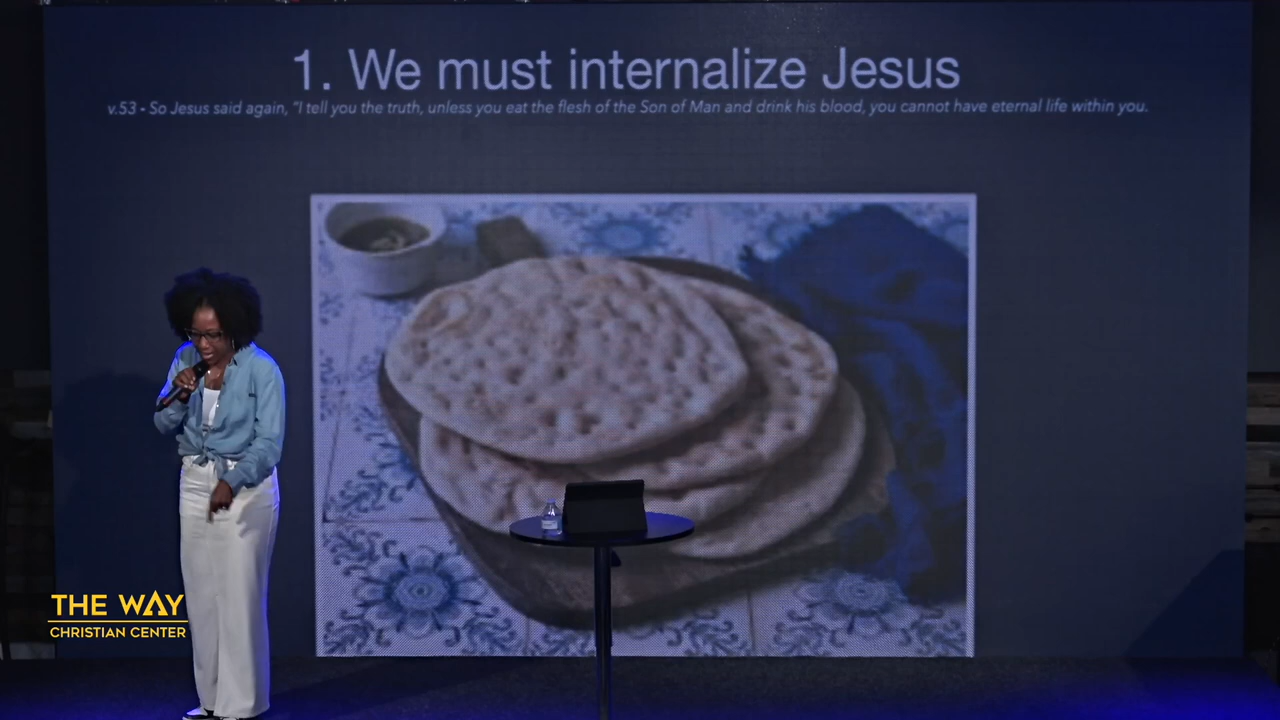 1. We must internalize Jesus
v.53 - So Jesus said again, "I tell you the truth, unless you eat the flesh of the Son of Man and drink his blood, you cannot have eternal life within you.
THE WAY
CHRISTIAN CENTER